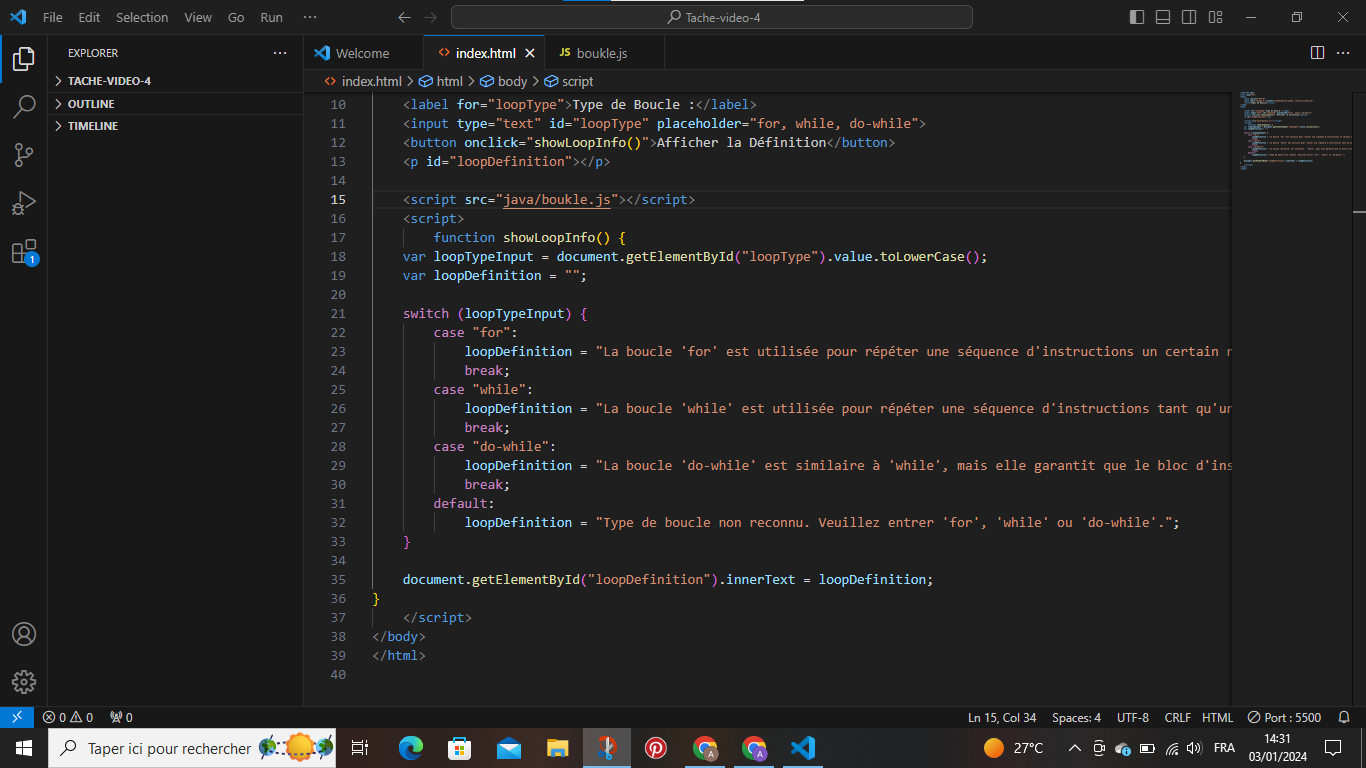 File Edit Selection View Go Run ··· Tache-video-4
EXPLORER ···
TACHE-VIDEO-4
OUTLINE
TIMELINE
Welcome index.html boukle.js
index.html > html > body > script
10 <label for="loopType">Type de Boucle :</label>
11 <input type="text" id="loopType" placeholder="for, while, do-while">
12 <button onclick="showLoopInfo()">Afficher la Définition</button>
13 <p id="loopDefinition"></p>
14
15 <script src="java/boukle.js"></script>
16 <script>
17 function showLoopInfo() {
18 var loopTypeInput = document.getElementById("loopType").value.toLowerCase();
19 var loopDefinition = "";
20
21 switch (loopTypeInput) {
22 case "for":
23 loopDefinition = "La boucle 'for' est utilisée pour répéter une séquence d'instructions un certain
24 break;
25 case "while":
26 loopDefinition = "La boucle 'while' est utilisée pour répéter une séquence d'instructions tant
27 break;
28 case "do-while":
29 loopDefinition = "La boucle 'do-while' est similaire à 'while', mais elle garantit que le bloc
30 break;
31 default:
32 loopDefinition = "Type de boucle non reconnu. Veuillez entrer 'for', 'while' ou 'do-while'.";
33 }
34
35 document.getElementById("loopDefinition").innerText = loopDefinition;
36 }
37 </script>
38 </body>
39 </html>
40
1
0 0 0 Ln 15, Col 34 Spaces: 4 UTF-8 CRLF HTML Port : 5500
Taper ici pour rechercher A A 27°C FRA 14:31
03/01/2024